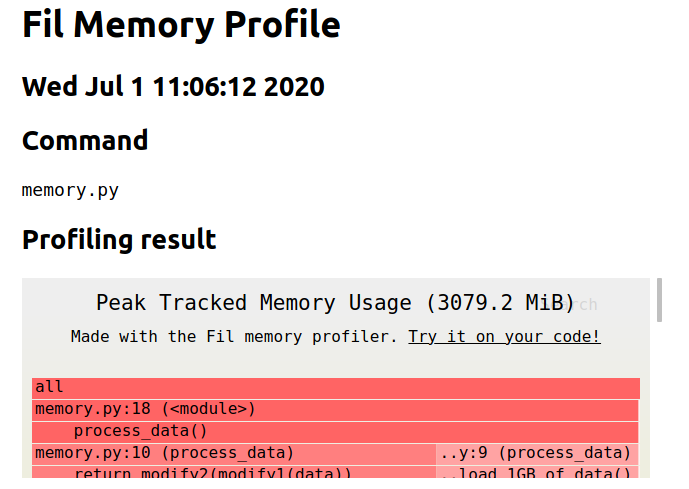 Fil Memory Profile
Wed Jul 1 11:06:12 2020
Command
memory.py
Profiling result
Peak Tracked Memory Usage (3079.2 MiB)
Made with the Fil memory profiler. Try it on your code!
all
memory.py:18 (<module>)
process_data()
memory.py:10 (process_data) ..y:9 (process_data)
return modify2(modify1(data)) ..load_1GB_of_data()